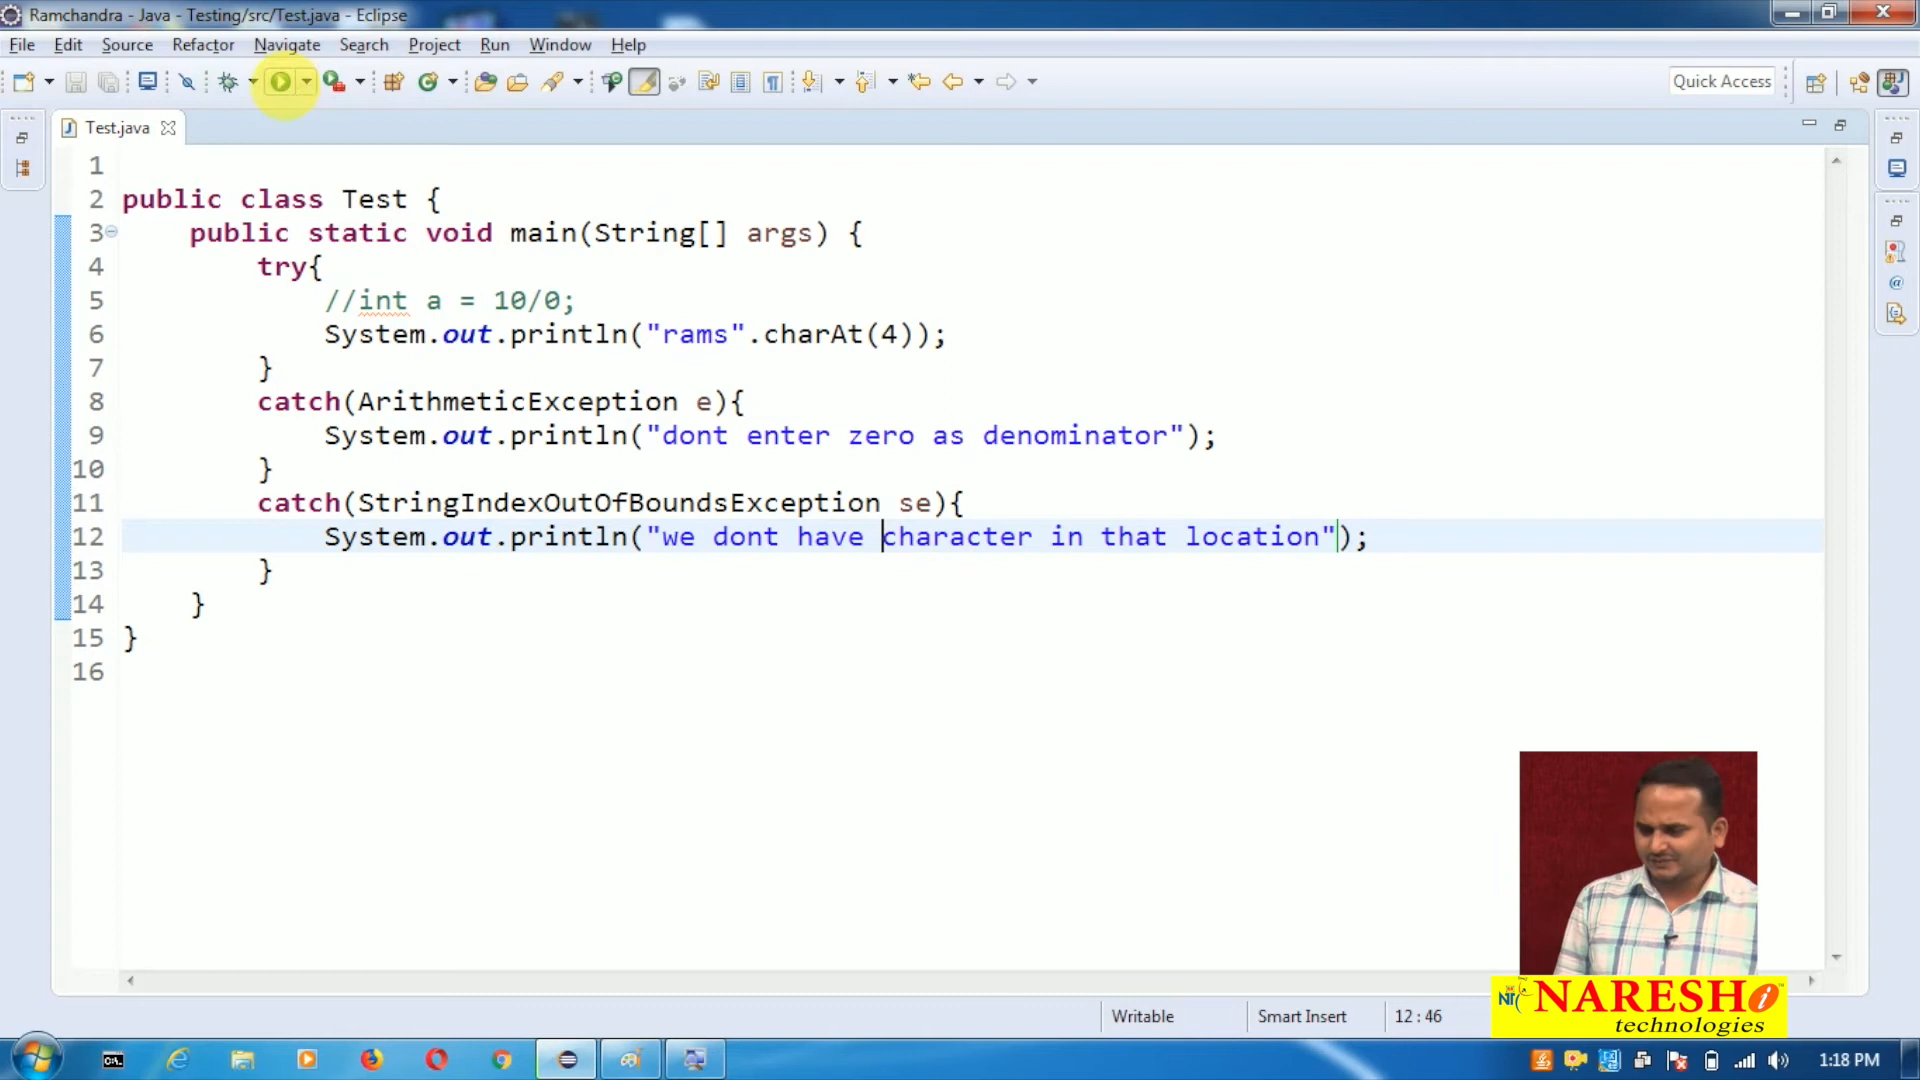 Ramchandra - Java - Testing/src/Test.java - Eclipse
File Edit Source Refactor Navigate Search Project Run Window Help
Quick Access
Test.java
1
2 public class Test {
3 public static void main(String[] args) {
4 try{
5 //int a = 10/0;
6 System.out.println("rams".charAt(4));
7 }
8 catch(ArithmeticException e){
9 System.out.println("dont enter zero as denominator");
10 }
11 catch(StringIndexOutOfBoundsException se){
12 System.out.println("we dont have character in that location");
13 }
14 }
15 }
16
Writable Smart Insert 12 : 46
NARESH i
technologies
1:18 PM